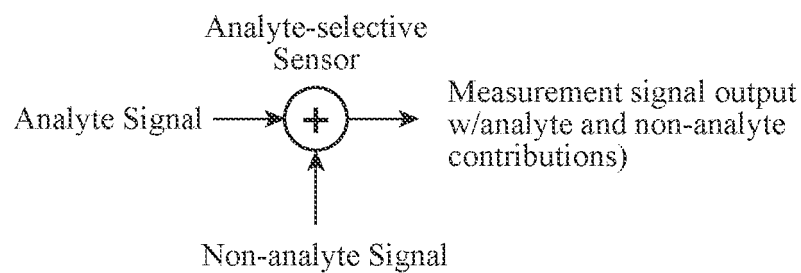 Analyte-selective
Sensor
Analyte Signal
+
Measurement signal output
w/analyte and non-analyte
contributions)
Non-analyte Signal